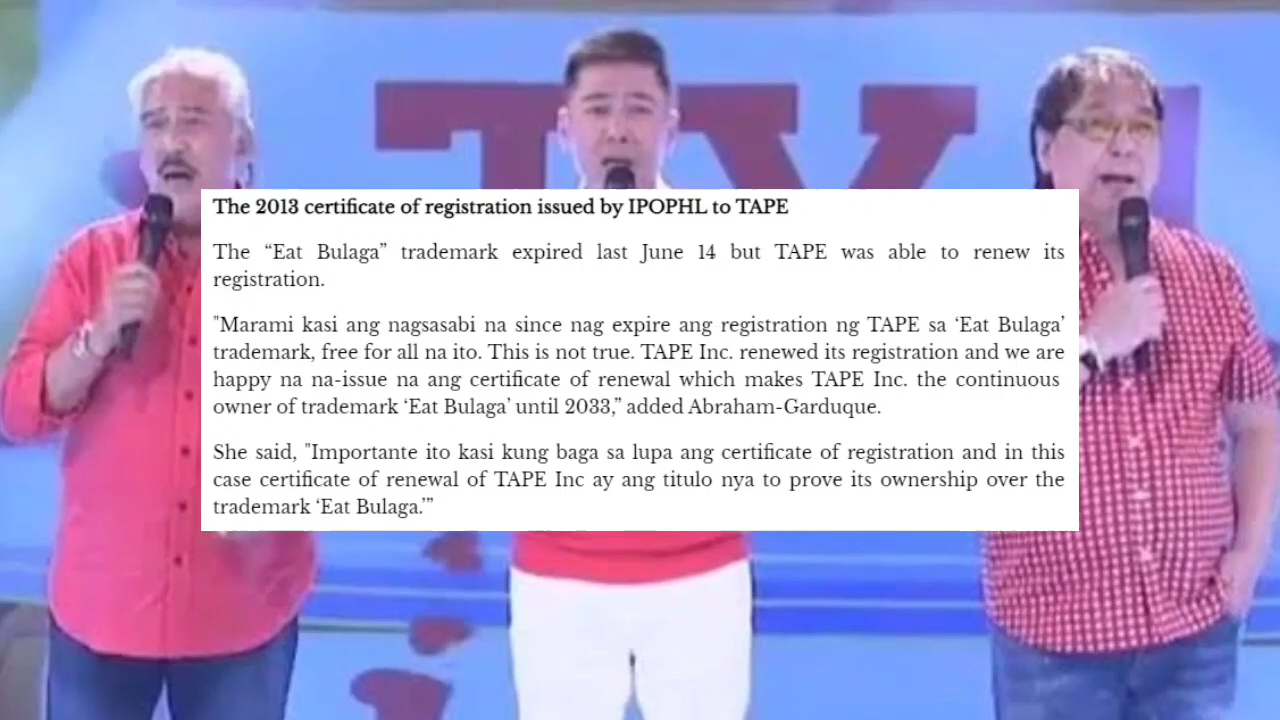 TV
The 2013 certificate of registration issued by IPOPHL to TAPE
The “Eat Bulaga” trademark expired last June 14 but TAPE was able to renew its
registration.
"Marami kasi ang nagsasabi na since nag expire ang registration ng TAPE sa ‘Eat Bulaga’
trademark, free for all na ito. This is not true. TAPE Inc. renewed its registration and we are
happy na na-issue na ang certificate of renewal which makes TAPE Inc. the continuous
owner of trademark ‘Eat Bulaga’ until 2033,” added Abraham-Garduque.
She said, "Importante ito kasi kung baga sa lupa ang certificate of registration and in this
case certificate of renewal of TAPE Inc ay ang titulo nya to prove its ownership over the
trademark ‘Eat Bulaga.’”